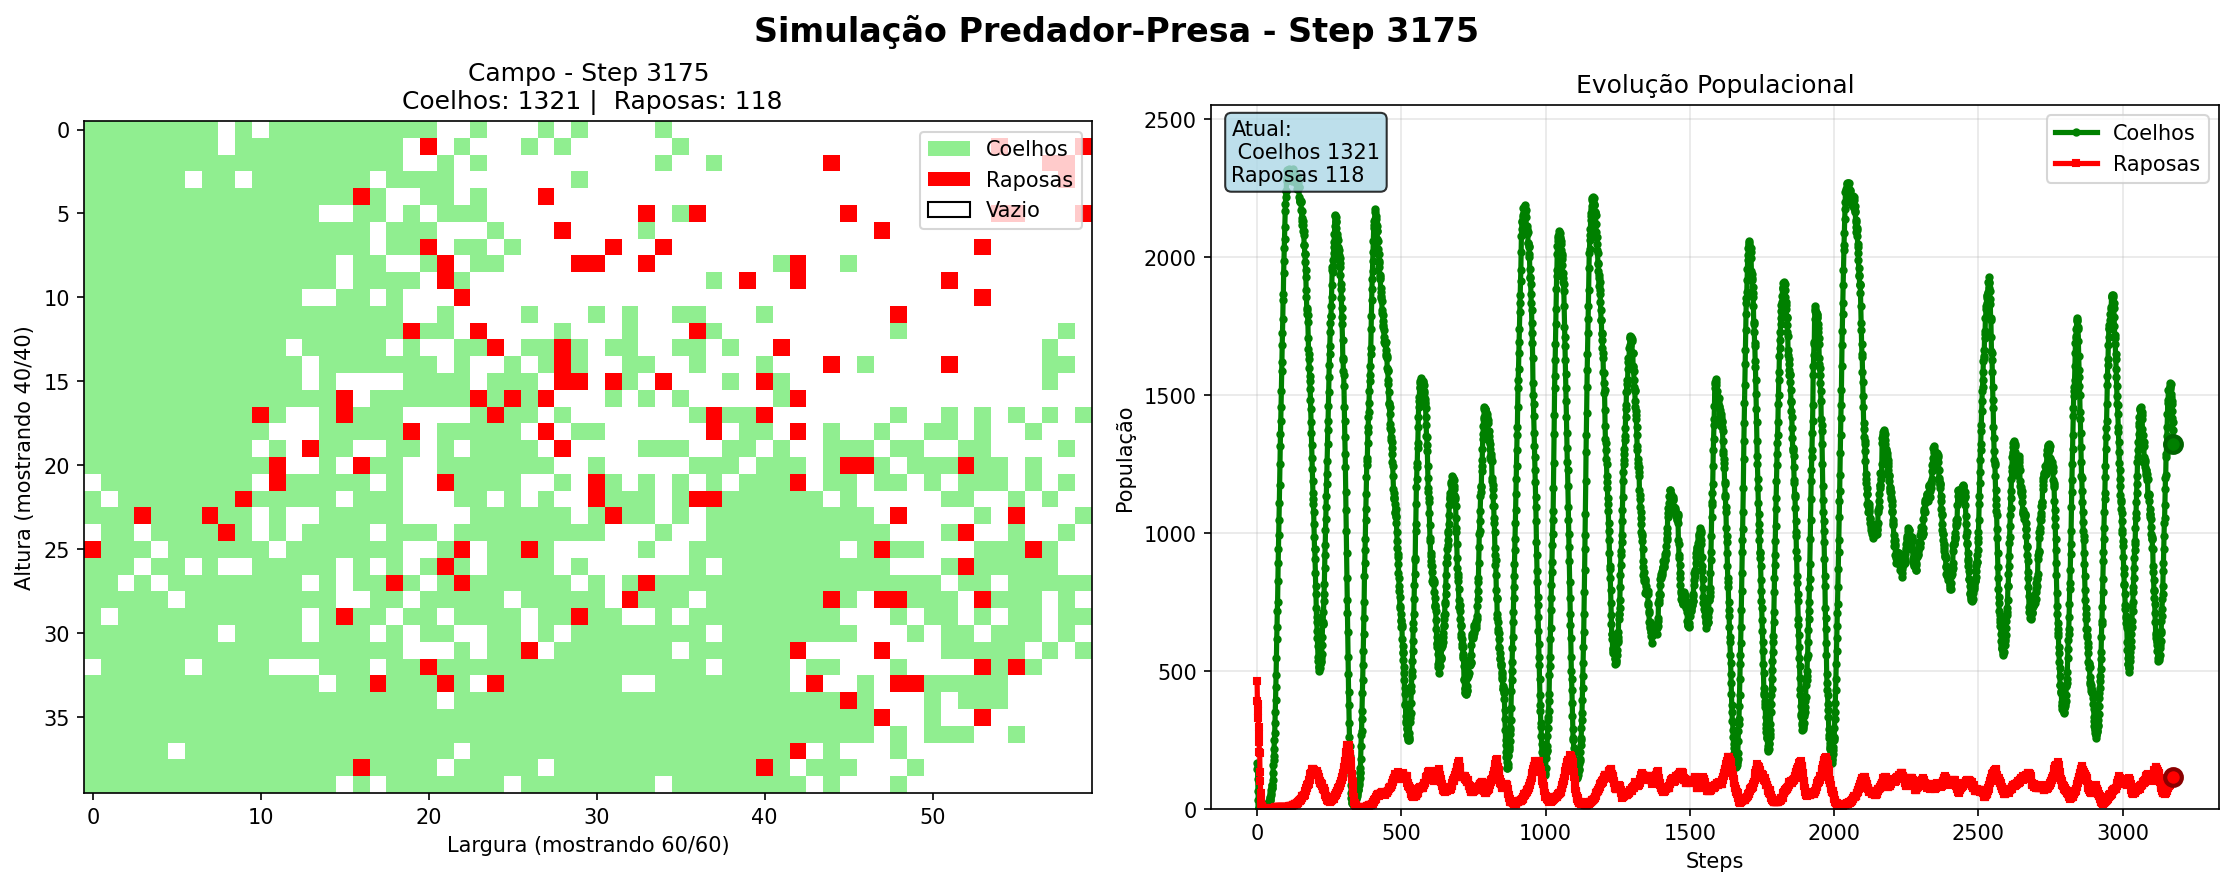 Simulação Predador-Presa - Step 3175
Campo - Step 3175
Coelhos: 1321 |  Raposas: 118
Coelhos
Raposas
Vazio
0
5
10
15
20
25
30
35
Altura (mostrando 40/40)
0
10
20
30
40
50
Largura (mostrando 60/60)
Evolução Populacional
Atual:
Coelhos 1321
Raposas 118
Coelhos
Raposas
2500
2000
1500
1000
500
0
População
0
500
1000
1500
2000
2500
3000
Steps